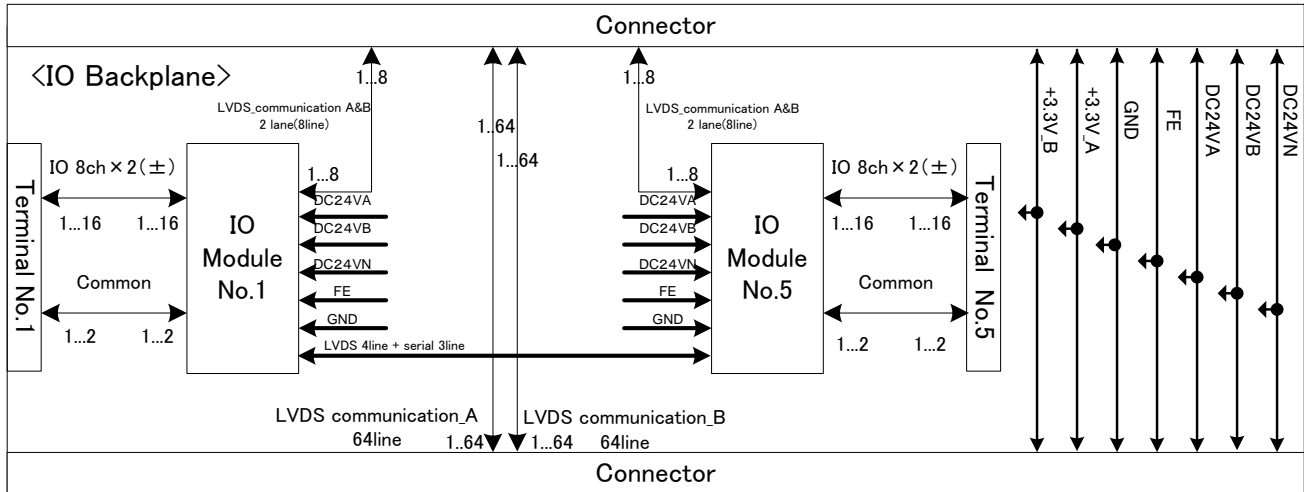 Connector
<IO Backplane>
1...8
LVDS_communication A&B
2 lane(8line)
1...8
Terminal No.1
IO 8ch×2(±)
1...16 1...16
Common
1...2 1...2
IO
Module
No.1
DC24VA
DC24VB
DC24VN
FE
GND
LVDS 4line + serial 3line
1..64
1...64
1...8
LVDS_communication A&B
2 lane(8line)
1...8
DC24VA
DC24VB
DC24VN
FE
GND
IO
Module
No.5
IO 8ch×2(±)
1...16 1...16
Common
1...2 1...2
Terminal No.5
+3.3V_B
+3.3V_A
GND
FE
DC24VA
DC24VB
DC24VN
LVDS communication_A
64line
1..64
LVDS communication_B
1...64 64line
Connector